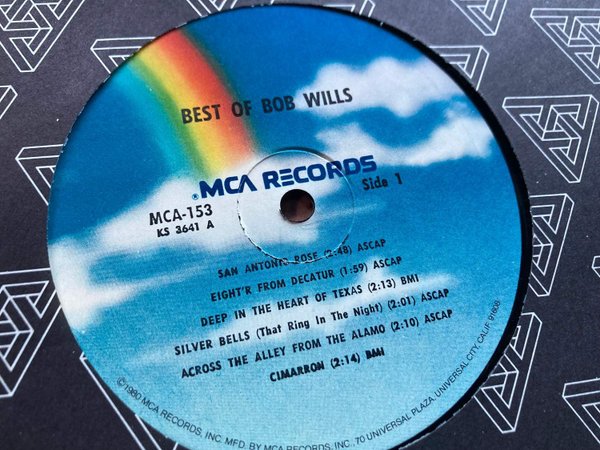 BEST OF BOB WILLS
®MCA RECORDS
MCA-153
KS 3641 A
Side 1
SAN ANTONIO ROSE (2:48) ASCAP
EIGHT'R FROM DECATUR (1:59) ASCAP
DEEP IN THE HEART OF TEXAS (2:13) BMI
SILVER BELLS (That Ring In The Night) (2:01) ASCAP
ACROSS THE ALLEY FROM THE ALAMO (2:10) ASCAP
CIMARRON (2:14) BMI
©1980 MCA RECORDS, INC. MFD. BY MCA RECORDS, INC., 70 UNIVERSAL PLAZA, UNIVERSAL CITY, CALIF. 91608